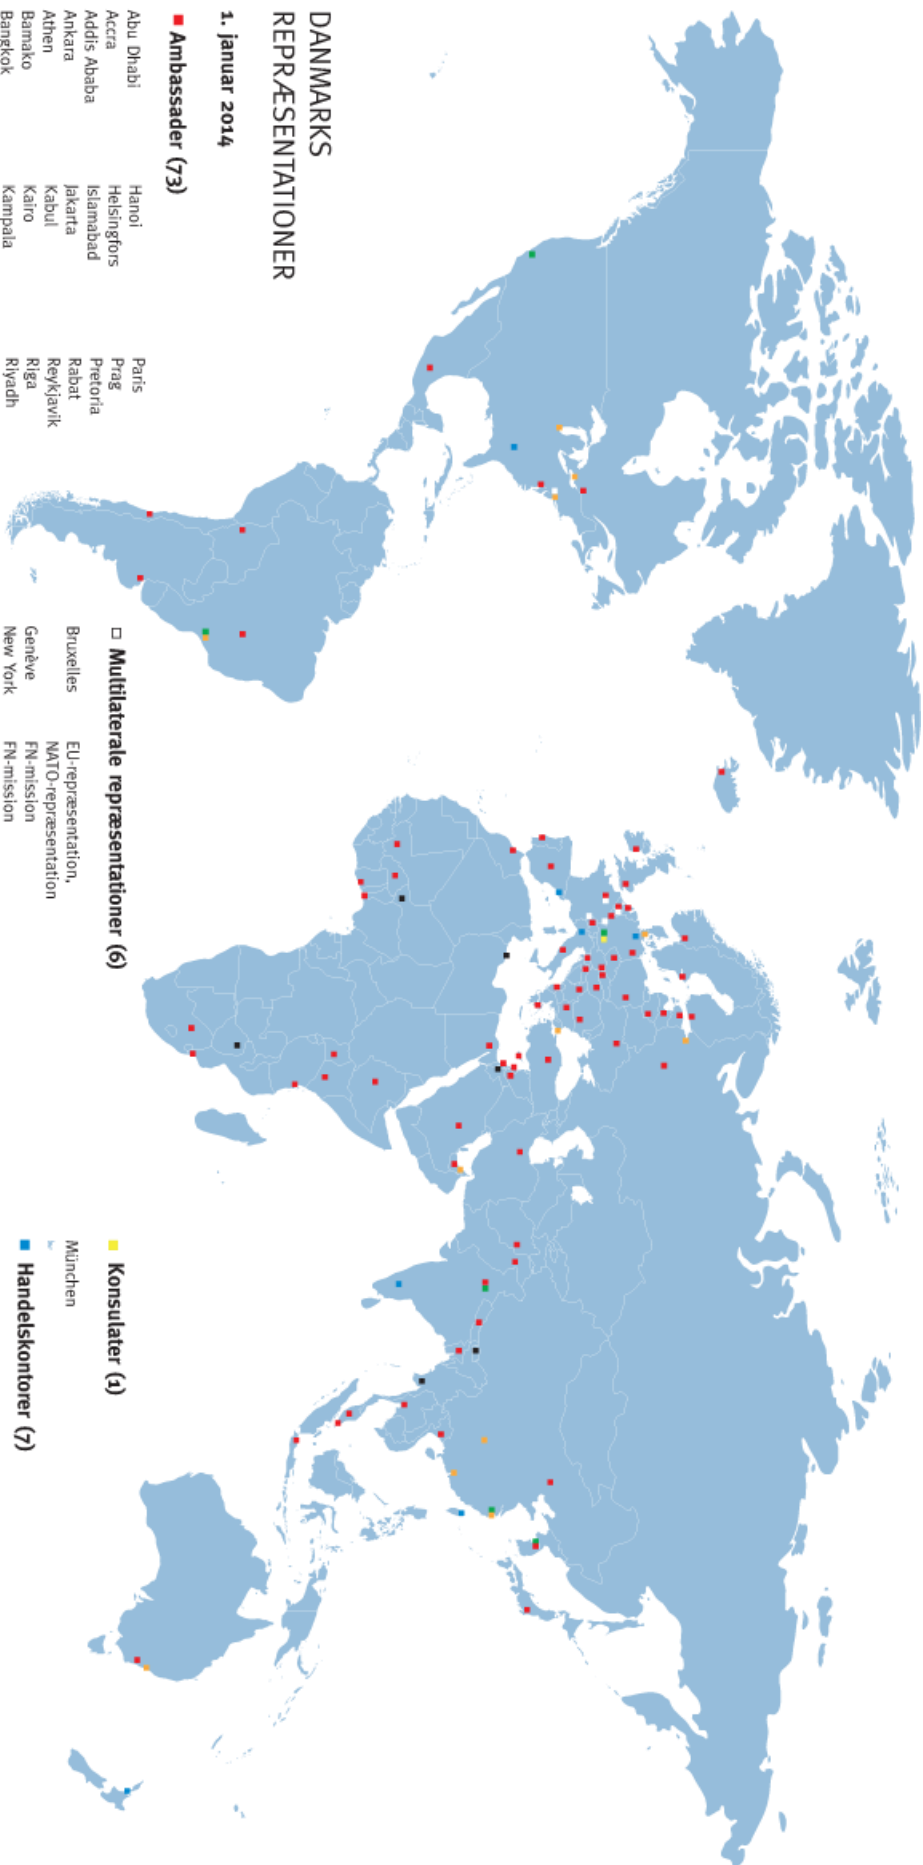 DANMARKS
REPRÆSENTATIONER
1. januar 2014
Ambassader (73)
Abu Dhabi
Accra
Addis Ababa
Ankara
Athen
Bamako
Bangkok
Hanoi
Helsingfors
Islamabad
Jakarta
Kabul
Kairo
Kampala
Paris
Prag
Pretoria
Rabat
Reykjavik
Riga
Riyadh
Multilaterale repræsentationer (6)
Bruxelles EU-repræsentation,
NATO-repræsentation
Genève FN-mission
New York FN-mission
Konsulater (1)
München
Handelskontorer (7)